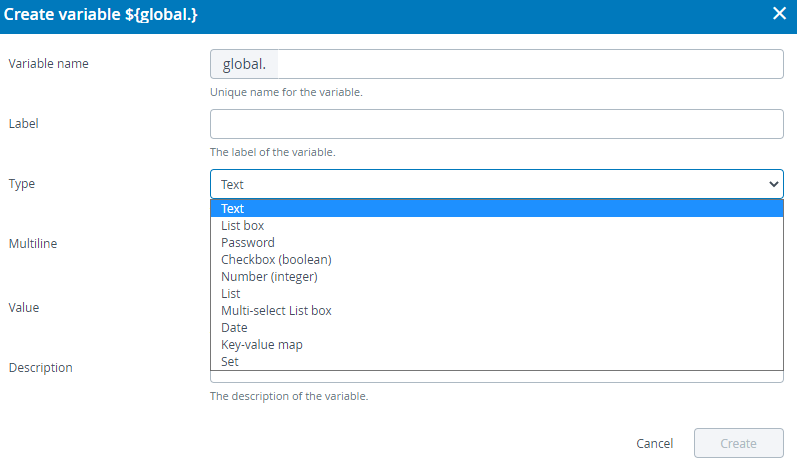 Create variable ${global.}
Variable name
global.
Unique name for the variable.
Label
The label of the variable.
Type
Text
Text
List box
Password
Checkbox (boolean)
Number (integer)
List
Multi-select List box
Date
Key-value map
Set
Multiline
Value
Description
The description of the variable.
Cancel
Create